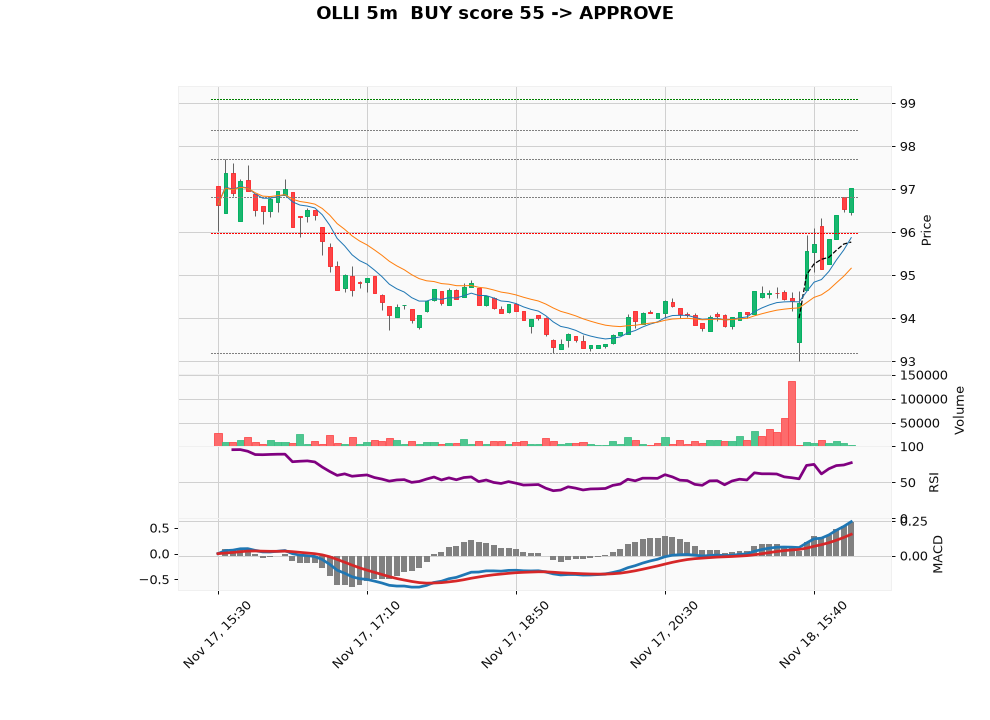 OLLI 5m  BUY score 55 -> APPROVE
99
98
97
96
95
94
93
Price
150000
100000
50000
Volume
100
50
0
RSI
0.5
0.0
−0.5
0.25
0.00
MACD
Nov 17, 15:30
Nov 17, 17:10
Nov 17, 18:50
Nov 17, 20:30
Nov 18, 15:40